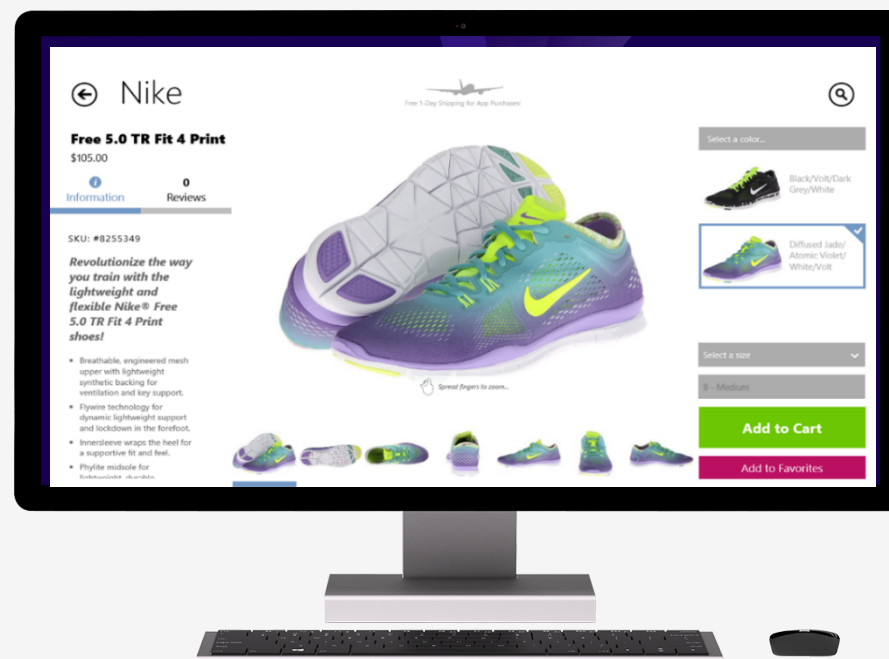 Nike
Free 1-Day Shipping for App Purchases!
Free 5.0 TR Fit 4 Print
$105.00
Information
0
Reviews
SKU: #8255349
Revolutionize the way
you train with the
lightweight and
flexible Nike® Free
5.0 TR Fit 4 Print
shoes!
Breathable, engineered mesh
upper with lightweight
synthetic backing for
ventilation and key support.
Flywire technology for
dynamic lightweight support
and lockdown in the forefoot.
Innersleeve wraps the heel for
a supportive fit and feel.
Phylite midsole for
lightweight, durable
Spread fingers to zoom...
Select a color...
Black/Volt/Dark
Grey/White
Diffused Jade/
Atomic Violet/
White/Volt
Select a size
B - Medium
Add to Cart
Add to Favorites